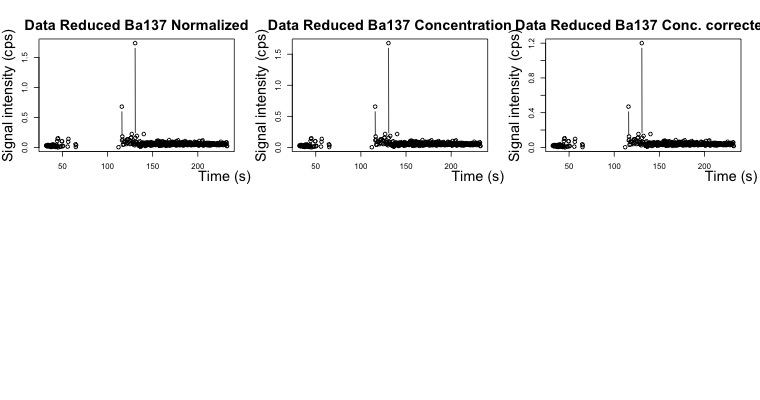 Data Reduced Ba137 Normalized
Signal intensity (cps)
0.0 0.5 1.0 1.5
50 100 150 200
Time (s)
Data Reduced Ba137 Concentration
Signal intensity (cps)
0.0 0.5 1.0 1.5
50 100 150 200
Time (s)
Data Reduced Ba137 Conc. correcte
Signal intensity (cps)
0.0 0.4 0.8 1.2
50 100 150 200
Time (s)